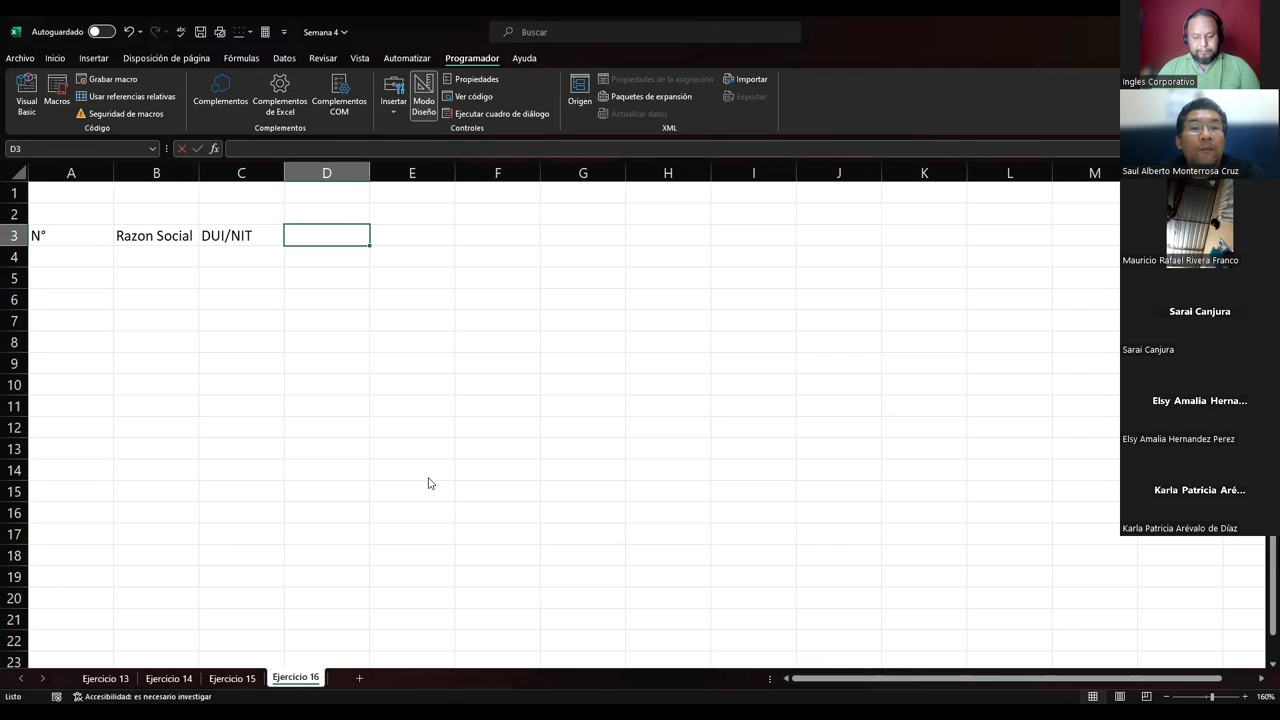 Autoguardado
Semana 4
Buscar
Archivo Inicio Insertar Disposición de página Fórmulas Datos Revisar Vista Automatizar Programador Ayuda
Visual Basic
Macros
Grabar macro
Usar referencias relativas
Seguridad de macros
Código
Complementos
Complementos de Excel
Complementos COM
Complementos
Insertar
Modo Diseño
Propiedades
Ver código
Ejecutar cuadro de diálogo
Controles
Origen
Propiedades de la asignación
Paquetes de expansión
Actualizar datos
Importar
Exportar
XML
D3
fx
A B C D E F G H I J K L M
1
2
3 N° Razon Social DUI/NIT
4
5
6
7
8
9
10
11
12
13
14
15
16
17
18
19
20
21
22
23
Ejercicio 13 Ejercicio 14 Ejercicio 15 Ejercicio 16
Listo
Accesibilidad: es necesario investigar
160%
Ingles Corporativo
Saul Alberto Monterrosa Cruz
Mauricio Rafael Rivera Franco
Sarai Canjura
Sarai Canjura
Elsy Amalia Herna...
Elsy Amalia Hernandez Perez
Karla Patricia Aré...
Karla Patricia Arévalo de Díaz